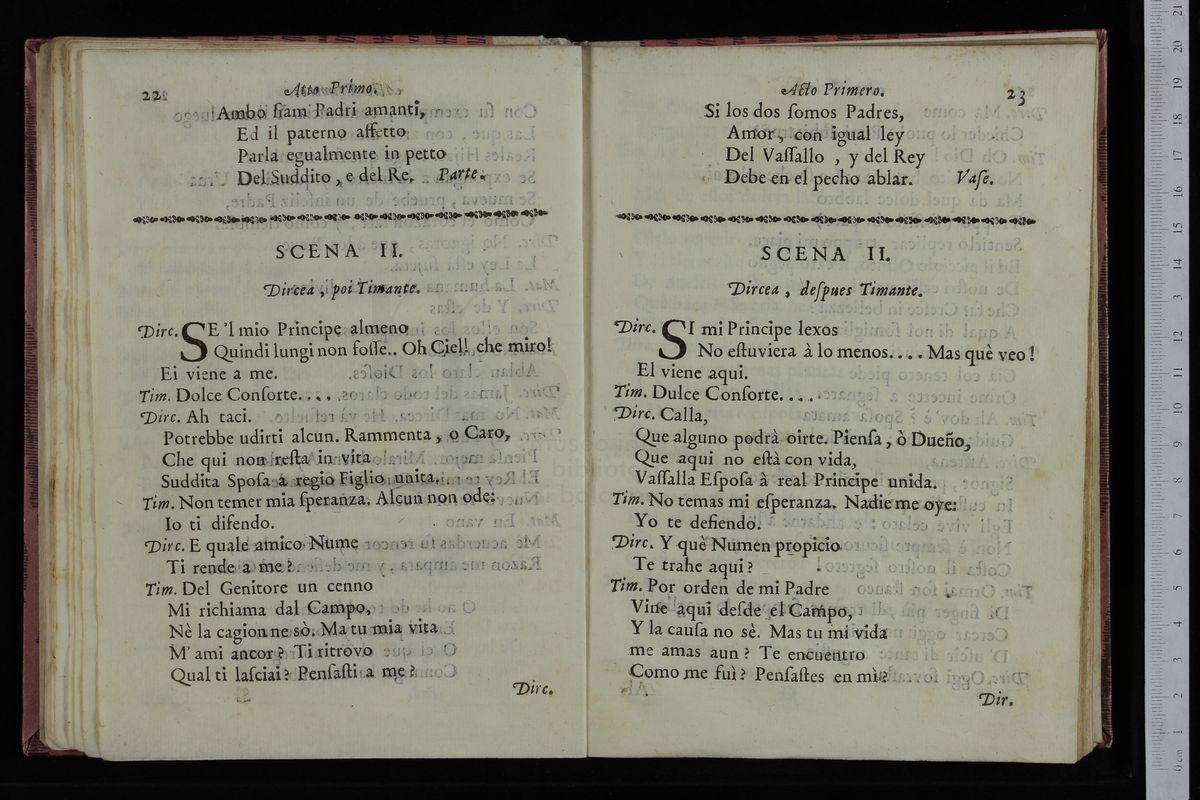 22 Atto Primo.
Ambo siam Padri amanti,
Ed il paterno affetto
Parla egualmente in petto
Del Suddito, e del Re. Parte.
SCENA II.
Dircea, poi Timante.
Dirc. SE 'l mio Principe almeno
Quindi lungi non fosse.. Oh Ciel! che miro!
Ei viene a me.
Tim. Dolce Consorte....
Dirc. Ah taci.
Potrebbe udirti alcun. Rammenta, o Caro,
Che qui non resta in vita
Suddita Sposa a regio Figlio unita.
Tim. Non temer mia speranza. Alcun non ode:
Io ti difendo.
Dirc. E quale amico Nume
Ti rende a me?
Tim. Del Genitore un cenno
Mi richiama dal Campo,
Nè la cagion ne sò. Ma tu mia vita
M' ami ancor? Ti ritrovo
Qual ti lasciai? Pensasti a me?
Dirc.
Acto Primero. 23
Si los dos somos Padres,
Amor, con igual ley
Del Vassallo, y del Rey
Debe en el pecho ablar. Vase.
SCENA II.
Dircea, despues Timante.
Dirc. SI mi Principe lexos
No estuviera à lo menos.... Mas què veo!
El viene aqui.
Tim. Dulce Consorte....
Dirc. Calla,
Que alguno podrà oirte. Piensa, ò Dueño,
Que aqui no està con vida,
Vassalla Esposa à real Principe unida.
Tim. No temas mi esperanza. Nadie me oye:
Yo te defiendo.
Dirc. Y què Numen propicio
Te trahe aqui?
Tim. Por orden de mi Padre
Vine aqui desde el Campo,
Y la causa no sè. Mas tu mi vida
me amas aun? Te encuentro
Como me fuì? Pensastes en mì?
Dir.